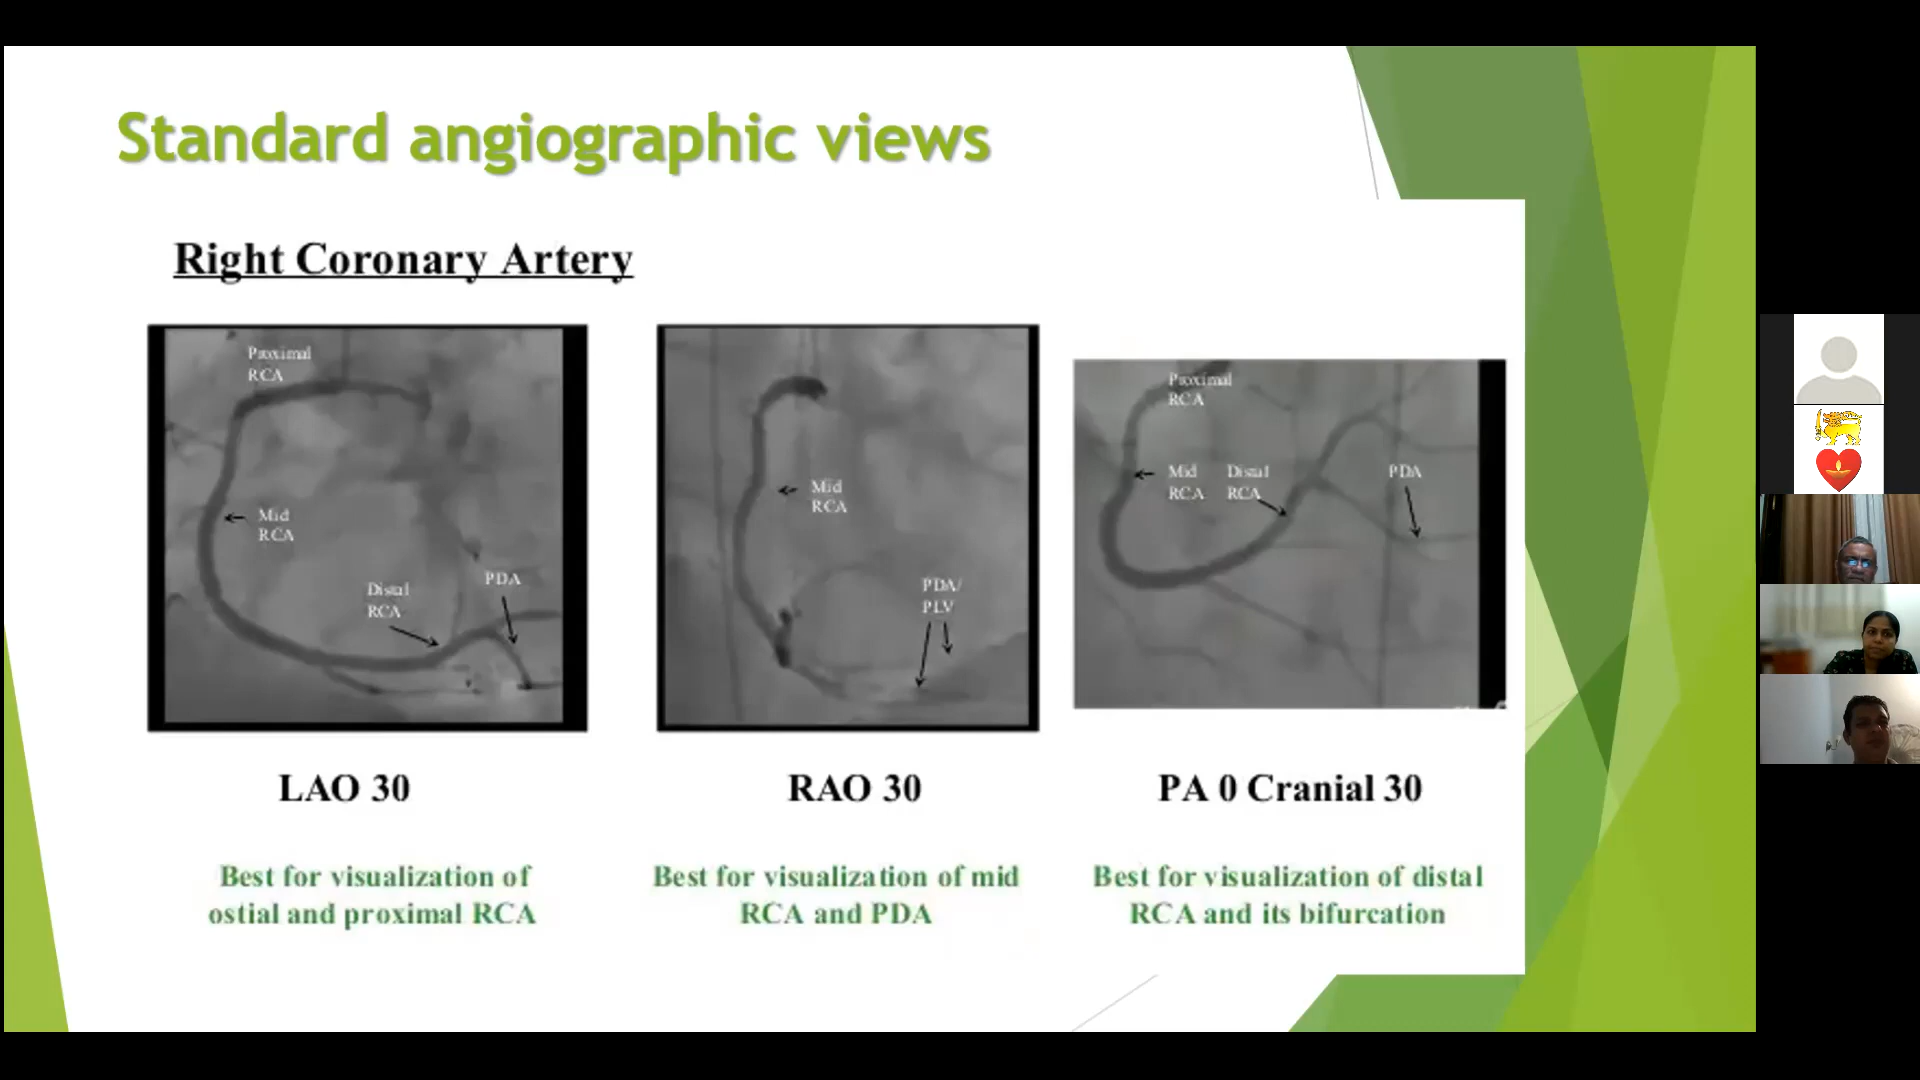 Standard angiographic views
Right Coronary Artery
Proximal
RCA
Mid
RCA
Distal
RCA
PDA
Mid
RCA
PDA/
PLV
Proximal
RCA
Mid
RCA
Distal
RCA
PDA
LAO 30
RAO 30
PA 0 Cranial 30
Best for visualization of
ostial and proximal RCA
Best for visualization of mid
RCA and PDA
Best for visualization of distal
RCA and its bifurcation